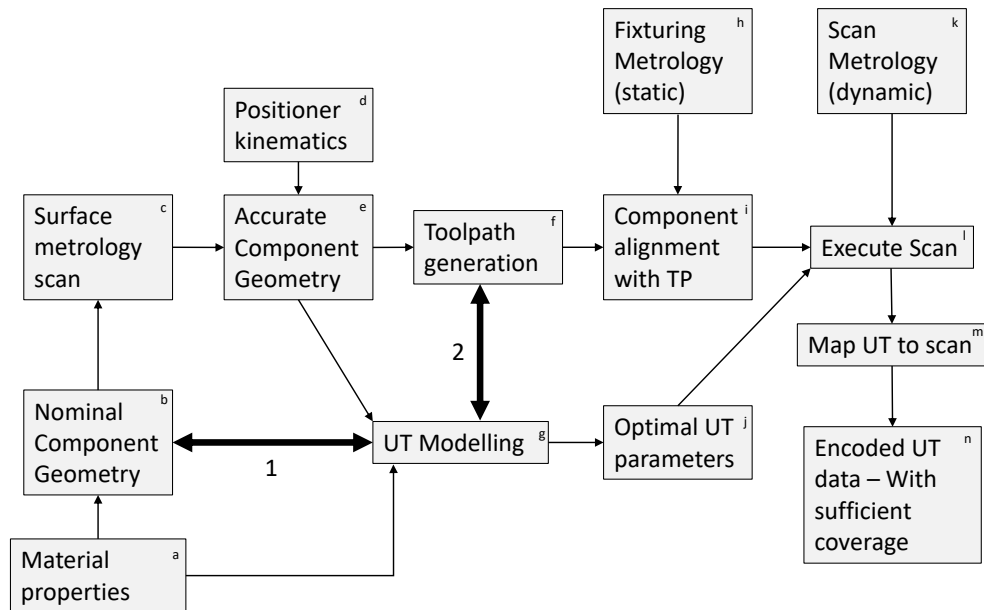 Fixturing h
Metrology
(static)
Scan k
Metrology
(dynamic)
Positioner d
kinematics
Surface c
metrology
scan
Accurate e
Component
Geometry
Toolpath f
generation
Component i
alignment
with TP
Execute Scan l
2
Map UT to scan m
Nominal b
Component
Geometry
1
UT Modelling g
Optimal UT j
parameters
Encoded UT n
data – With
sufficient
coverage
Material a
properties